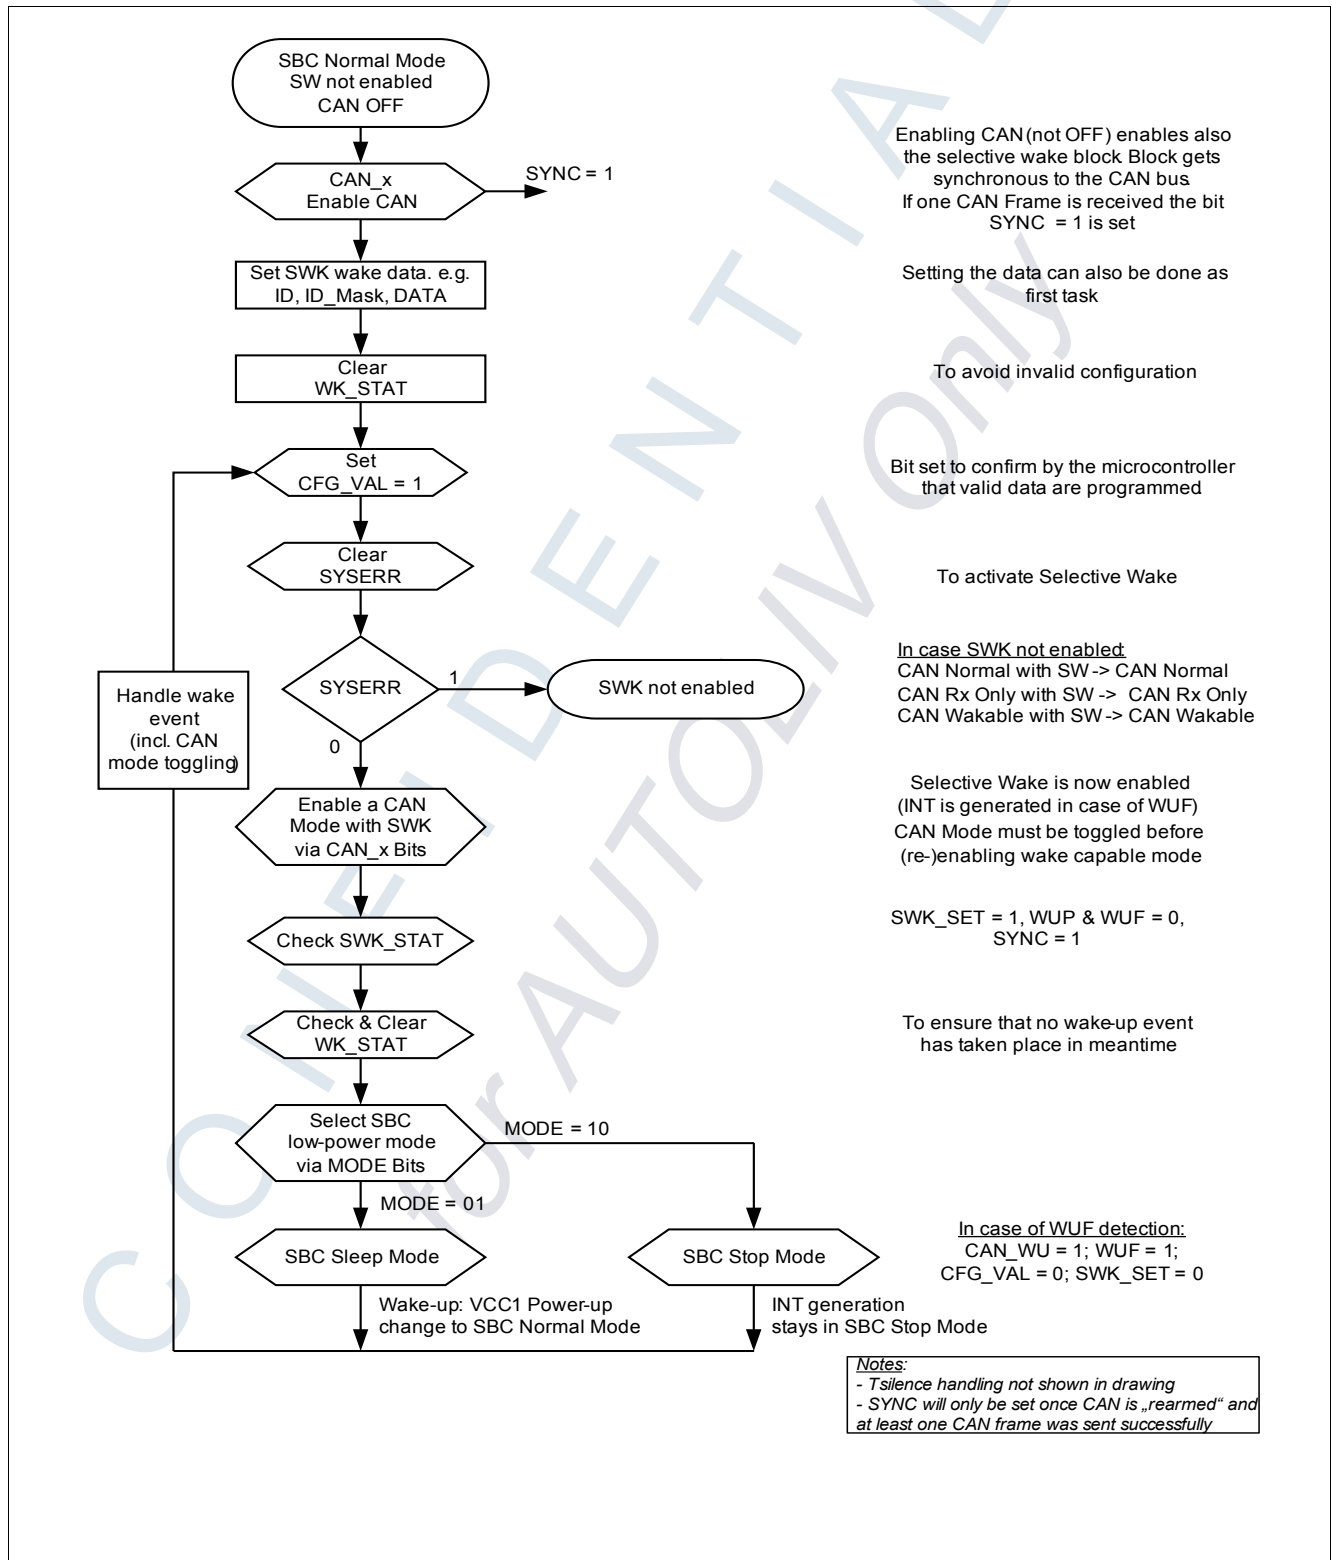 SBC Normal Mode
SW not enabled
CAN OFF
CAN_x
Enable CAN
SYNC = 1
Enabling CAN (not OFF) enables also
the selective wake block. Block gets
synchronous to the CAN bus.
If one CAN Frame is received the bit
SYNC = 1 is set
Set SWK wake data. e.g.
ID, ID_Mask, DATA
Setting the data can also be done as
first task
Clear
WK_STAT
To avoid invalid configuration
Set
CFG_VAL = 1
Bit set to confirm by the microcontroller
that valid data are programmed.
Clear
SYSERR
To activate Selective Wake
SYSERR
1
0
SWK not enabled
In case SWK not enabled:
CAN Normal with SW -> CAN Normal
CAN Rx Only with SW -> CAN Rx Only
CAN Wakable with SW -> CAN Wakable
Handle wake
event
(incl. CAN
mode toggling)
Enable a CAN
Mode with SWK
via CAN_x Bits
Selective Wake is now enabled
(INT is generated in case of WUF)
CAN Mode must be toggled before
(re-)enabling wake capable mode
Check SWK_STAT
SWK_SET = 1, WUP & WUF = 0,
SYNC = 1
Check & Clear
WK_STAT
To ensure that no wake-up event
has taken place in meantime
Select SBC
low-power mode
via MODE Bits
MODE = 10
MODE = 01
SBC Sleep Mode
SBC Stop Mode
In case of WUF detection:
CAN_WU = 1; WUF = 1;
CFG_VAL = 0; SWK_SET = 0
Wake-up: VCC1 Power-up
change to SBC Normal Mode
INT generation
stays in SBC Stop Mode
Notes:
- Tsilence handling not shown in drawing
- SYNC will only be set once CAN is „rearmed“ and
at least one CAN frame was sent successfully
CONFIDENTIAL
for AUTOLIV Only